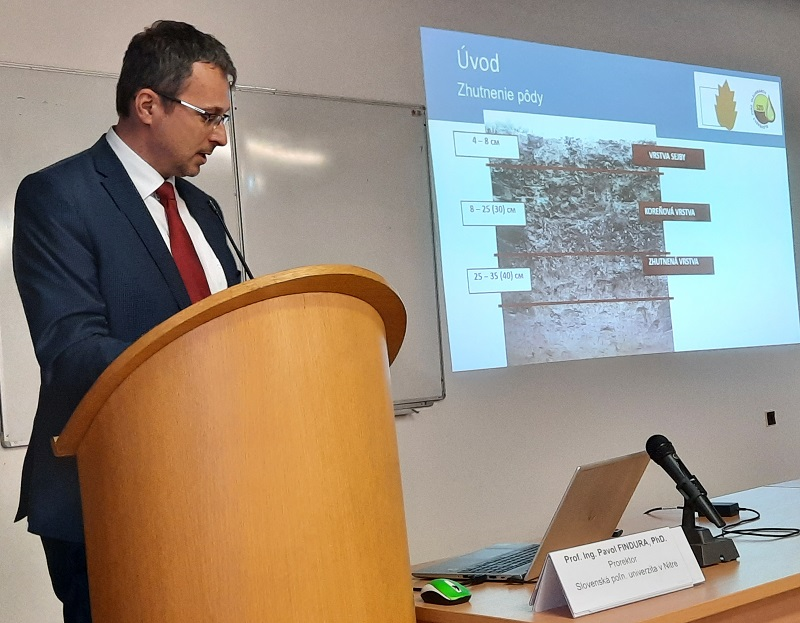 Úvod
Zhutnenie pôdy
4 – 8 CM
VRSTVA SEJBY
8 – 25 (30) CM
KOREŇOVÁ VRSTVA
ZHUTNENÁ VRSTVA
25 – 35 (40) CM
Prof. Ing. Pavol FINDURA, PhD.
Prorektor
Slovenská poľn. univerzita v Nitre